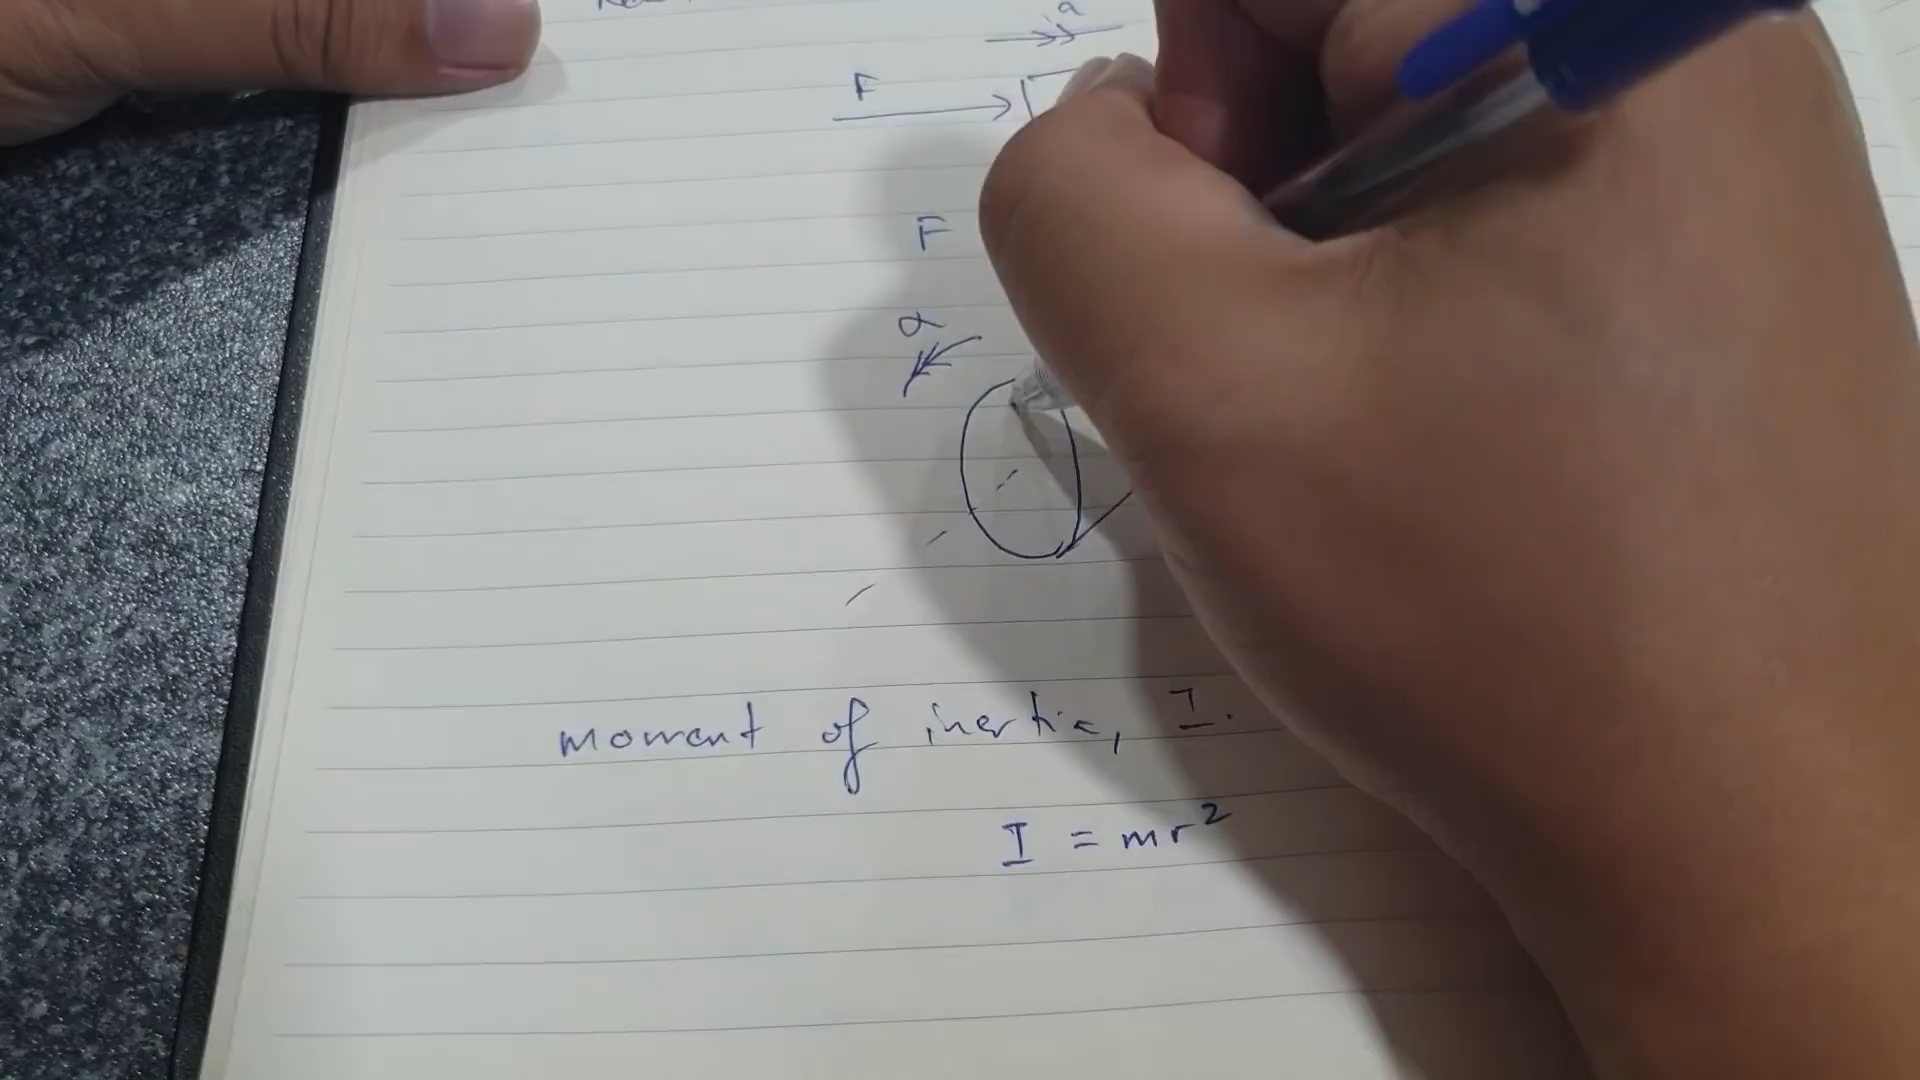 a
F
F
α
moment of inertia, I.
I = mr²